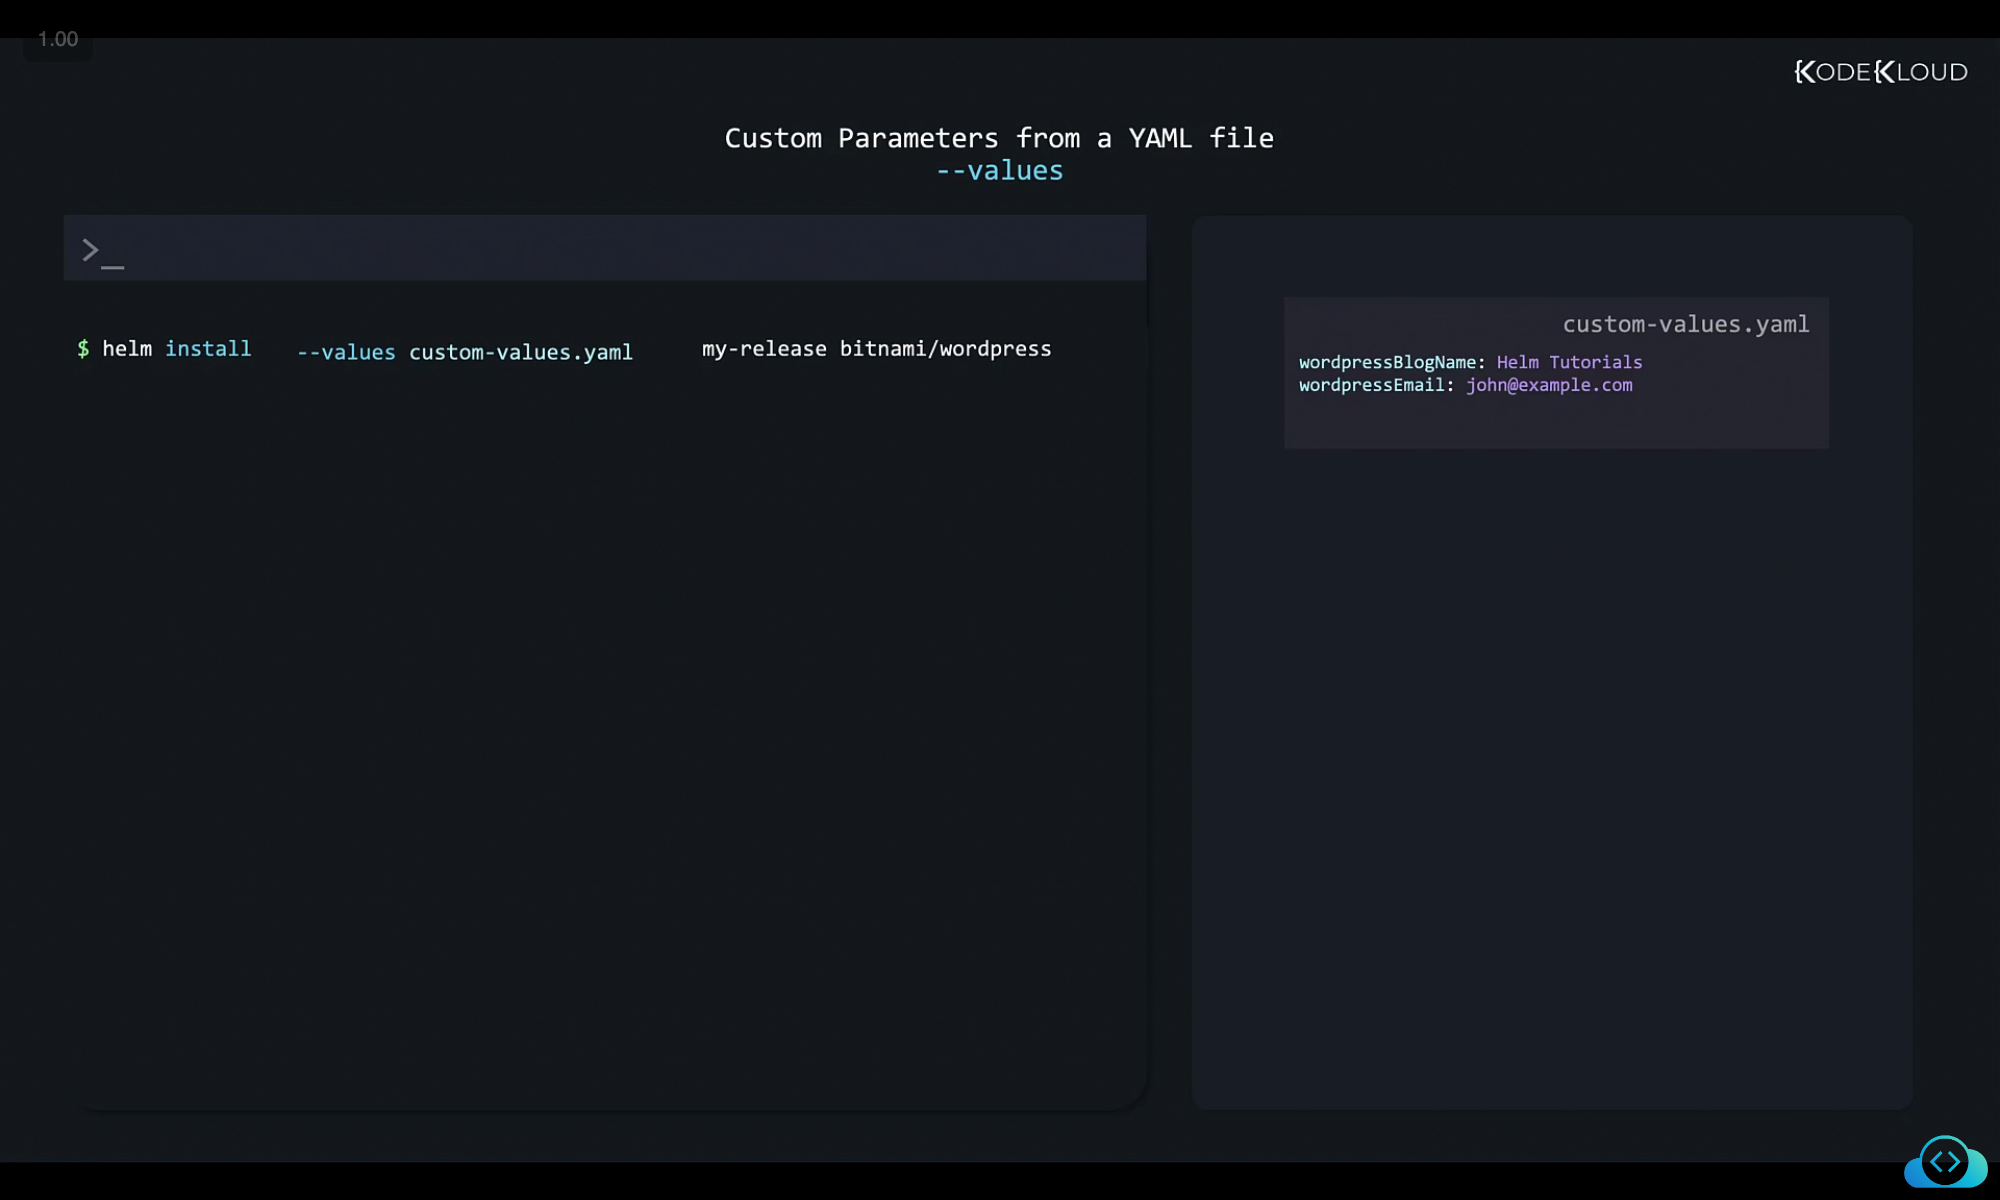 1.00
KODEKLOUD
Custom Parameters from a YAML file
--values
>_
$ helm install --values custom-values.yaml my-release bitnami/wordpress
custom-values.yaml
wordpressBlogName: Helm Tutorials
wordpressEmail: john@example.com